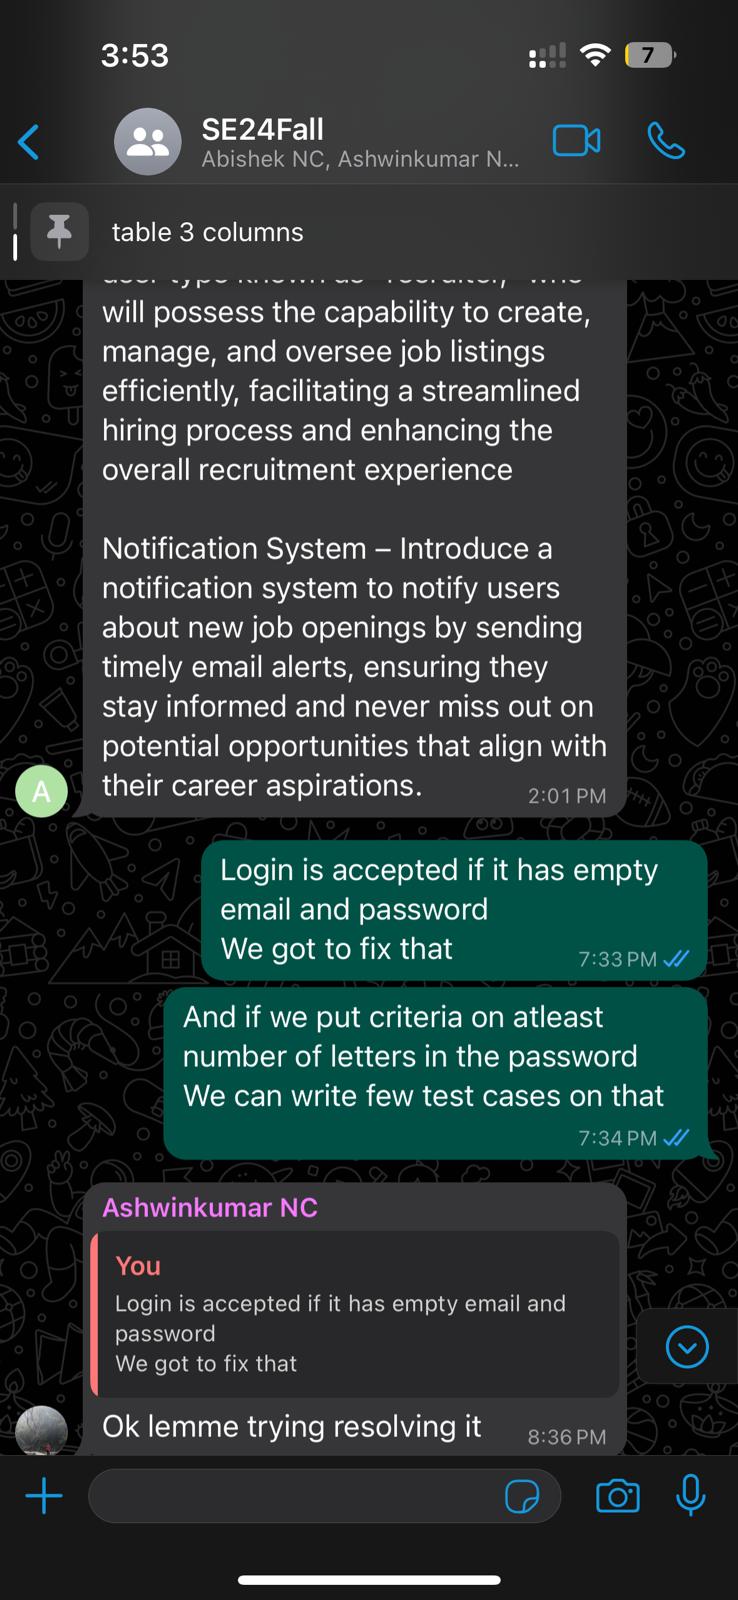 3:53
7
SE24Fall
Abishek NC, Ashwinkumar N...
table 3 columns
user type known as "recruiter," who
will possess the capability to create,
manage, and oversee job listings
efficiently, facilitating a streamlined
hiring process and enhancing the
overall recruitment experience
Notification System – Introduce a
notification system to notify users
about new job openings by sending
timely email alerts, ensuring they
stay informed and never miss out on
potential opportunities that align with
their career aspirations.
2:01 PM
A
Login is accepted if it has empty
email and password
We got to fix that
7:33 PM
And if we put criteria on atleast
number of letters in the password
We can write few test cases on that
7:34 PM
Ashwinkumar NC
You
Login is accepted if it has empty email and
password
We got to fix that
Ok lemme trying resolving it
8:36 PM